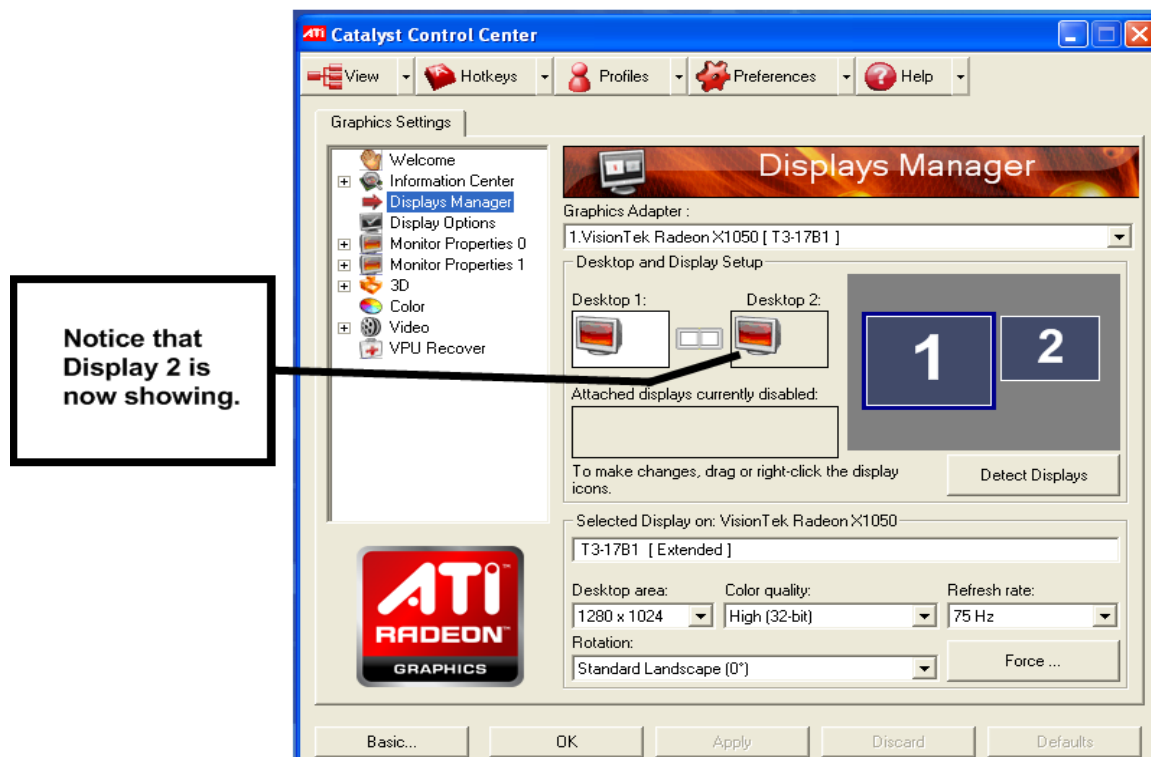 ATI Catalyst Control Center
View Hotkeys Profiles Preferences Help
Graphics Settings
Welcome
Information Center
Displays Manager
Display Options
Monitor Properties 0
Monitor Properties 1
3D
Color
Video
VPU Recover
Notice that
Display 2 is
now showing.
ATI
RADEON™
GRAPHICS
Displays Manager
Graphics Adapter :
1.VisionTek Radeon X1050 [ T3-17B1 ]
Desktop and Display Setup
Desktop 1: Desktop 2:
1 2
Attached displays currently disabled:
To make changes, drag or right-click the display
icons.
Detect Displays
Selected Display on: VisionTek Radeon X1050
T3-17B1 [ Extended ]
Desktop area: Color quality: Refresh rate:
1280 x 1024 High (32-bit) 75 Hz
Rotation:
Standard Landscape (0°)
Force ...
Basic... OK Apply Discard Defaults